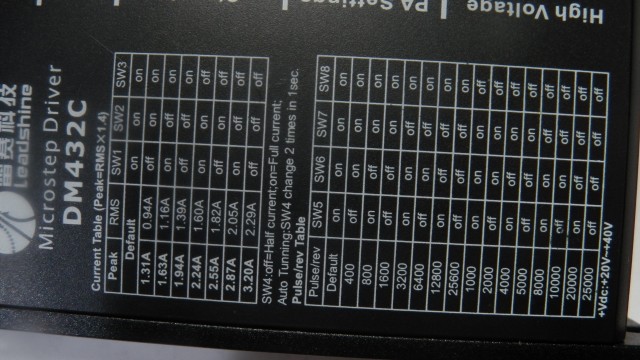 雷赛科技
Leadshine
Microstep Driver
DM432C
Current Table (Peak=RMS×1.4)
Peak RMS SW1 SW2 SW3
Default on on on
1.31A 0.94A off on on
1.63A 1.16A on off on
1.94A 1.39A off off on
2.24A 1.60A on on off
2.55A 1.82A off on off
2.87A 2.05A on off off
3.20A 2.29A off off off
SW4:off=Half current;on=Full current;
Auto Tunning:SW4 change 2 times in 1sec.
Pulse/rev Table
Pulse/rev SW5 SW6 SW7 SW8
Default on on on on
400 off on on on
800 on off on on
1600 off off on on
3200 on on off on
6400 off on off on
12800 on off off on
25600 off off off on
1000 on on on off
2000 off on on off
4000 on off on off
5000 off off on off
8000 on on off off
10000 off on off off
20000 on off off off
25000 off off off off
+Vdc:+20V~+40V
High Voltage | PA Setting